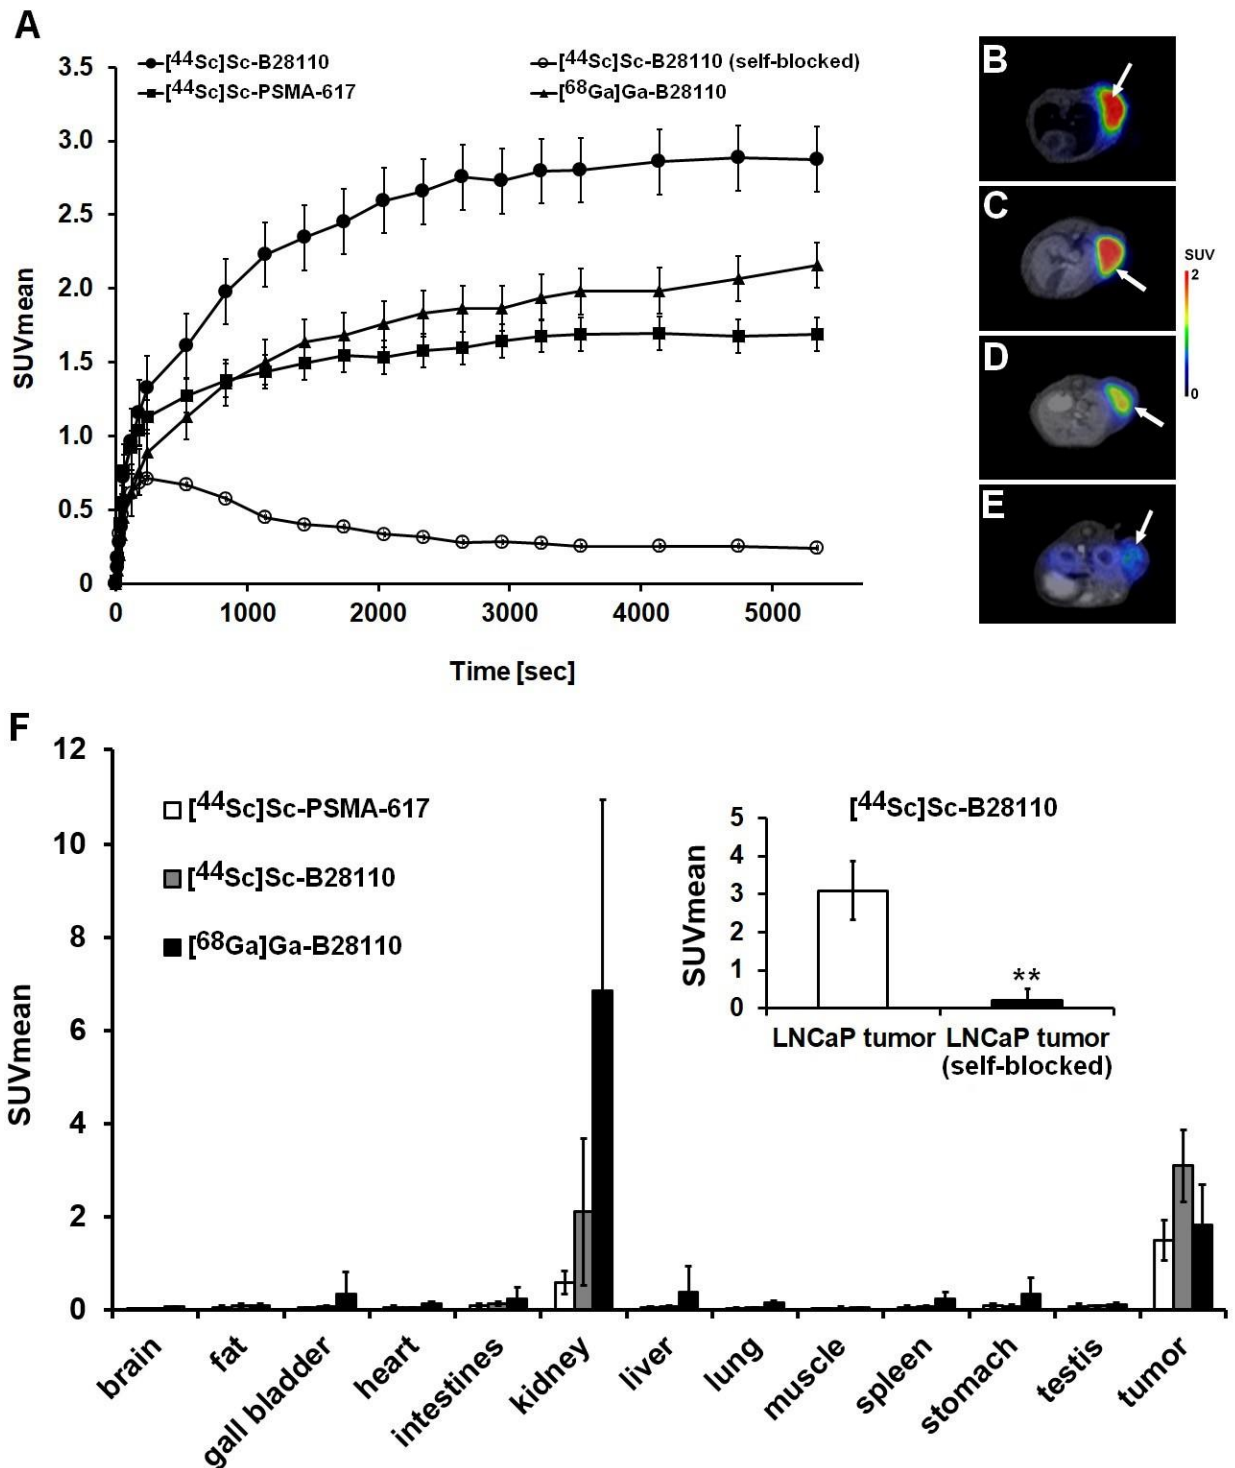 A
[44Sc]Sc-B28110
[44Sc]Sc-B28110 (self-blocked)
[44Sc]Sc-PSMA-617
[68Ga]Ga-B28110
3.5
3.0
2.5
2.0
1.5
1.0
0.5
0
SUVmean
0 1000 2000 3000 4000 5000
Time [sec]
B
C
D
E
SUV
2
0
F
12
10
8
6
4
2
0
SUVmean
[44Sc]Sc-PSMA-617
[44Sc]Sc-B28110
[68Ga]Ga-B28110
[44Sc]Sc-B28110
5
4
3
2
1
0
SUVmean
**
LNCaP tumor
LNCaP tumor
(self-blocked)
brain
fat
gall bladder
heart
intestines
kidney
liver
lung
muscle
spleen
stomach
testis
tumor